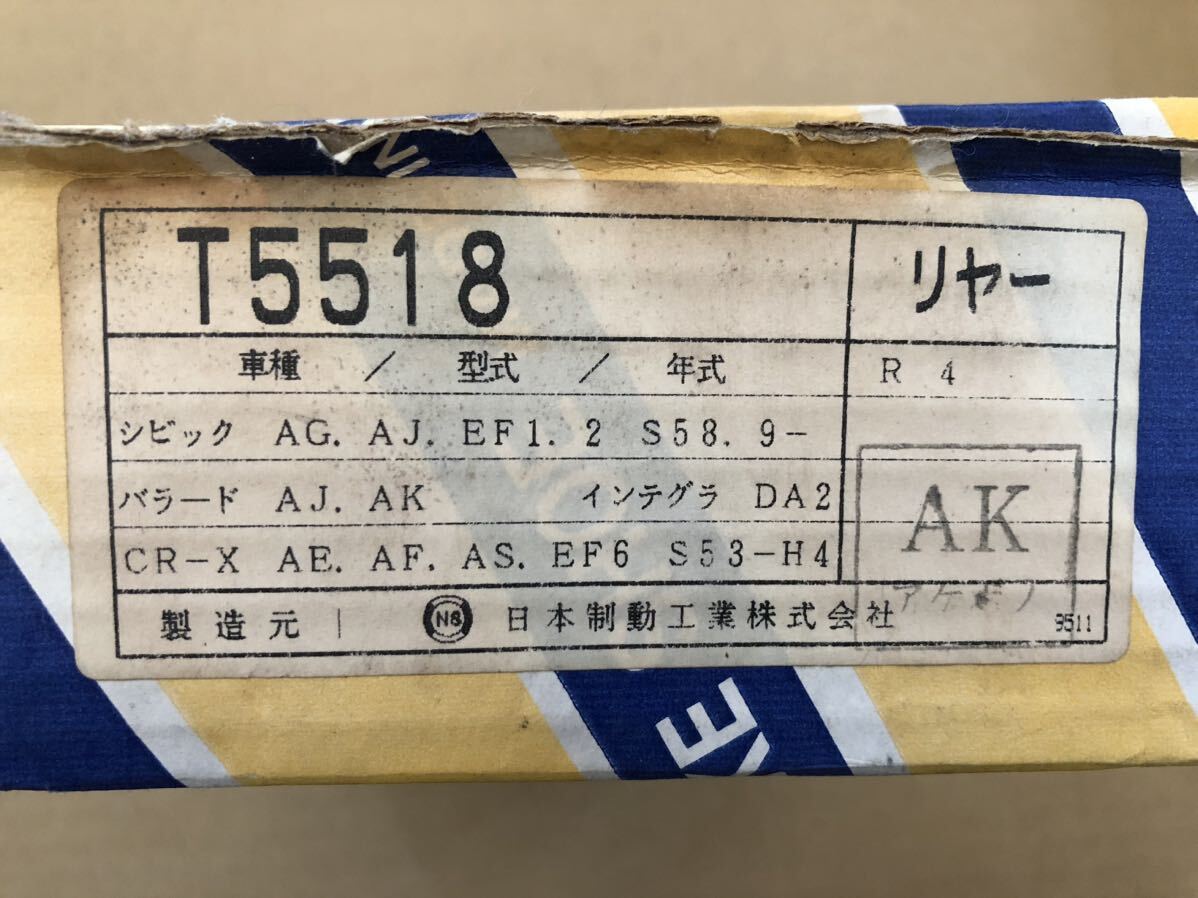 T5518 リヤー
車種 / 型式 / 年式 R 4
シビック AG. AJ. EF1. 2 S58. 9-
バラード AJ. AK インテグラ DA2
AK
CR-X AE. AF. AS. EF6 S53-H4
アケボノ
製造元 NB 日本制動工業株式会社 9511